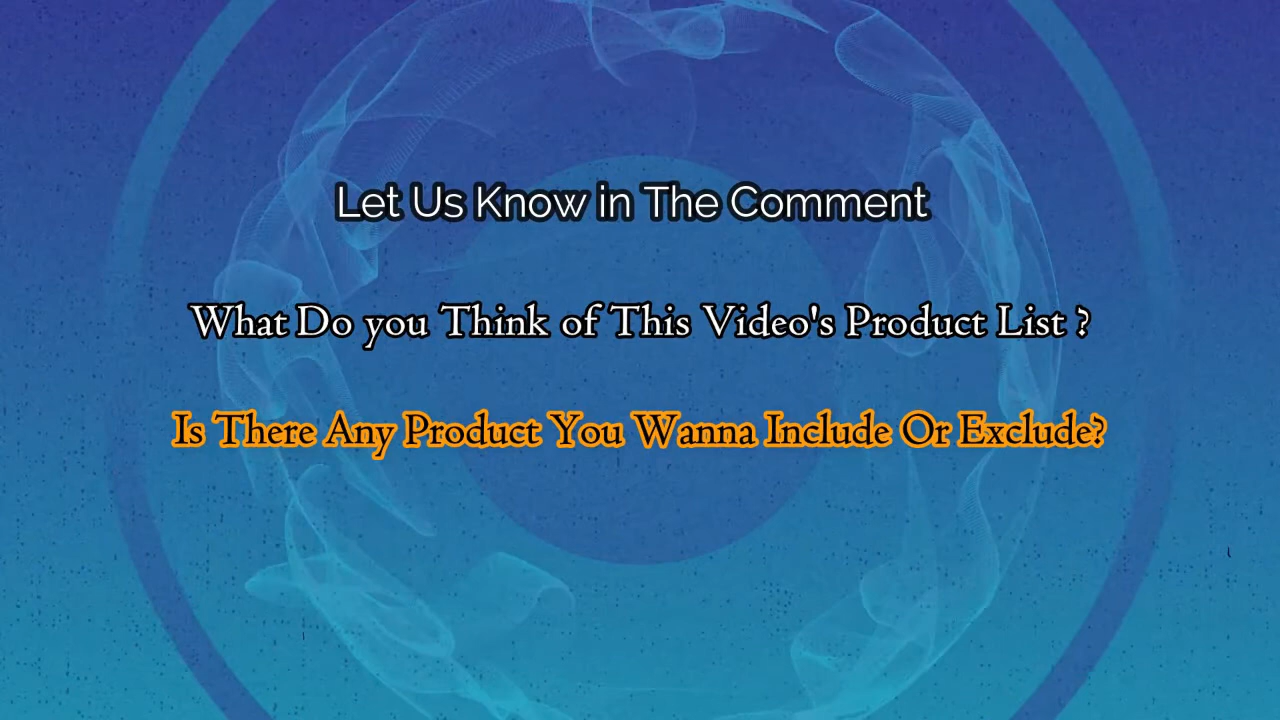 Let Us Know in The Comment
What Do you Think of This Video's Product List ?
Is There Any Product You Wanna Include Or Exclude?